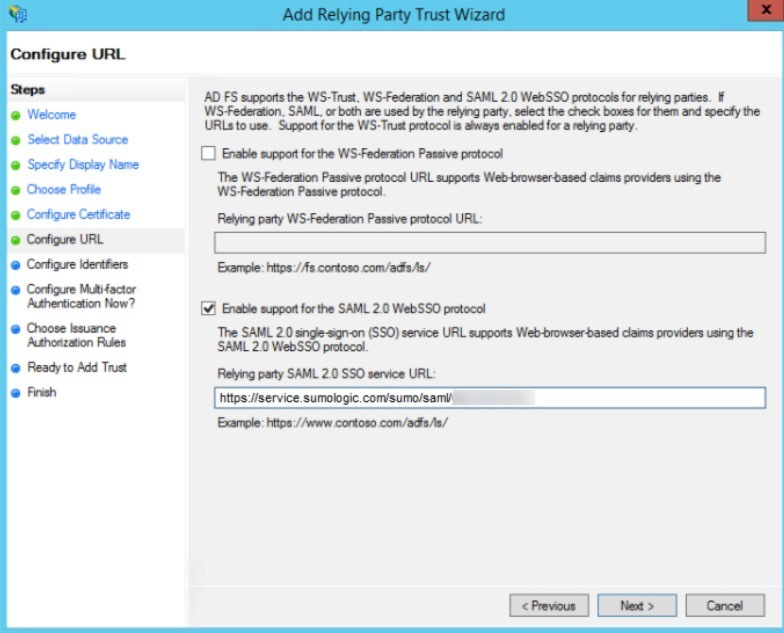 Add Relying Party Trust Wizard
x
Configure URL
Steps
Welcome
Select Data Source
Specify Display Name
Choose Profile
Configure Certificate
Configure URL
Configure Identifiers
Configure Multi-factor
Authentication Now?
Choose Issuance
Authorization Rules
Ready to Add Trust
Finish
AD FS supports the WS-Trust, WS-Federation and SAML 2.0 WebSSO protocols for relying parties. If
WS-Federation, SAML, or both are used by the relying party, select the check boxes for them and specify the
URLs to use. Support for the WS-Trust protocol is always enabled for a relying party.
Enable support for the WS-Federation Passive protocol
The WS-Federation Passive protocol URL supports Web-browser-based claims providers using the
WS-Federation Passive protocol.
Relying party WS-Federation Passive protocol URL:
Example: https://fs.contoso.com/adfs/ls/
Enable support for the SAML 2.0 WebSSO protocol
The SAML 2.0 single-sign-on (SSO) service URL supports Web-browser-based claims providers using the
SAML 2.0 WebSSO protocol.
Relying party SAML 2.0 SSO service URL:
https://service.sumologic.com/sumo/saml/
Example: https://www.contoso.com/adfs/ls/
< Previous
Next >
Cancel